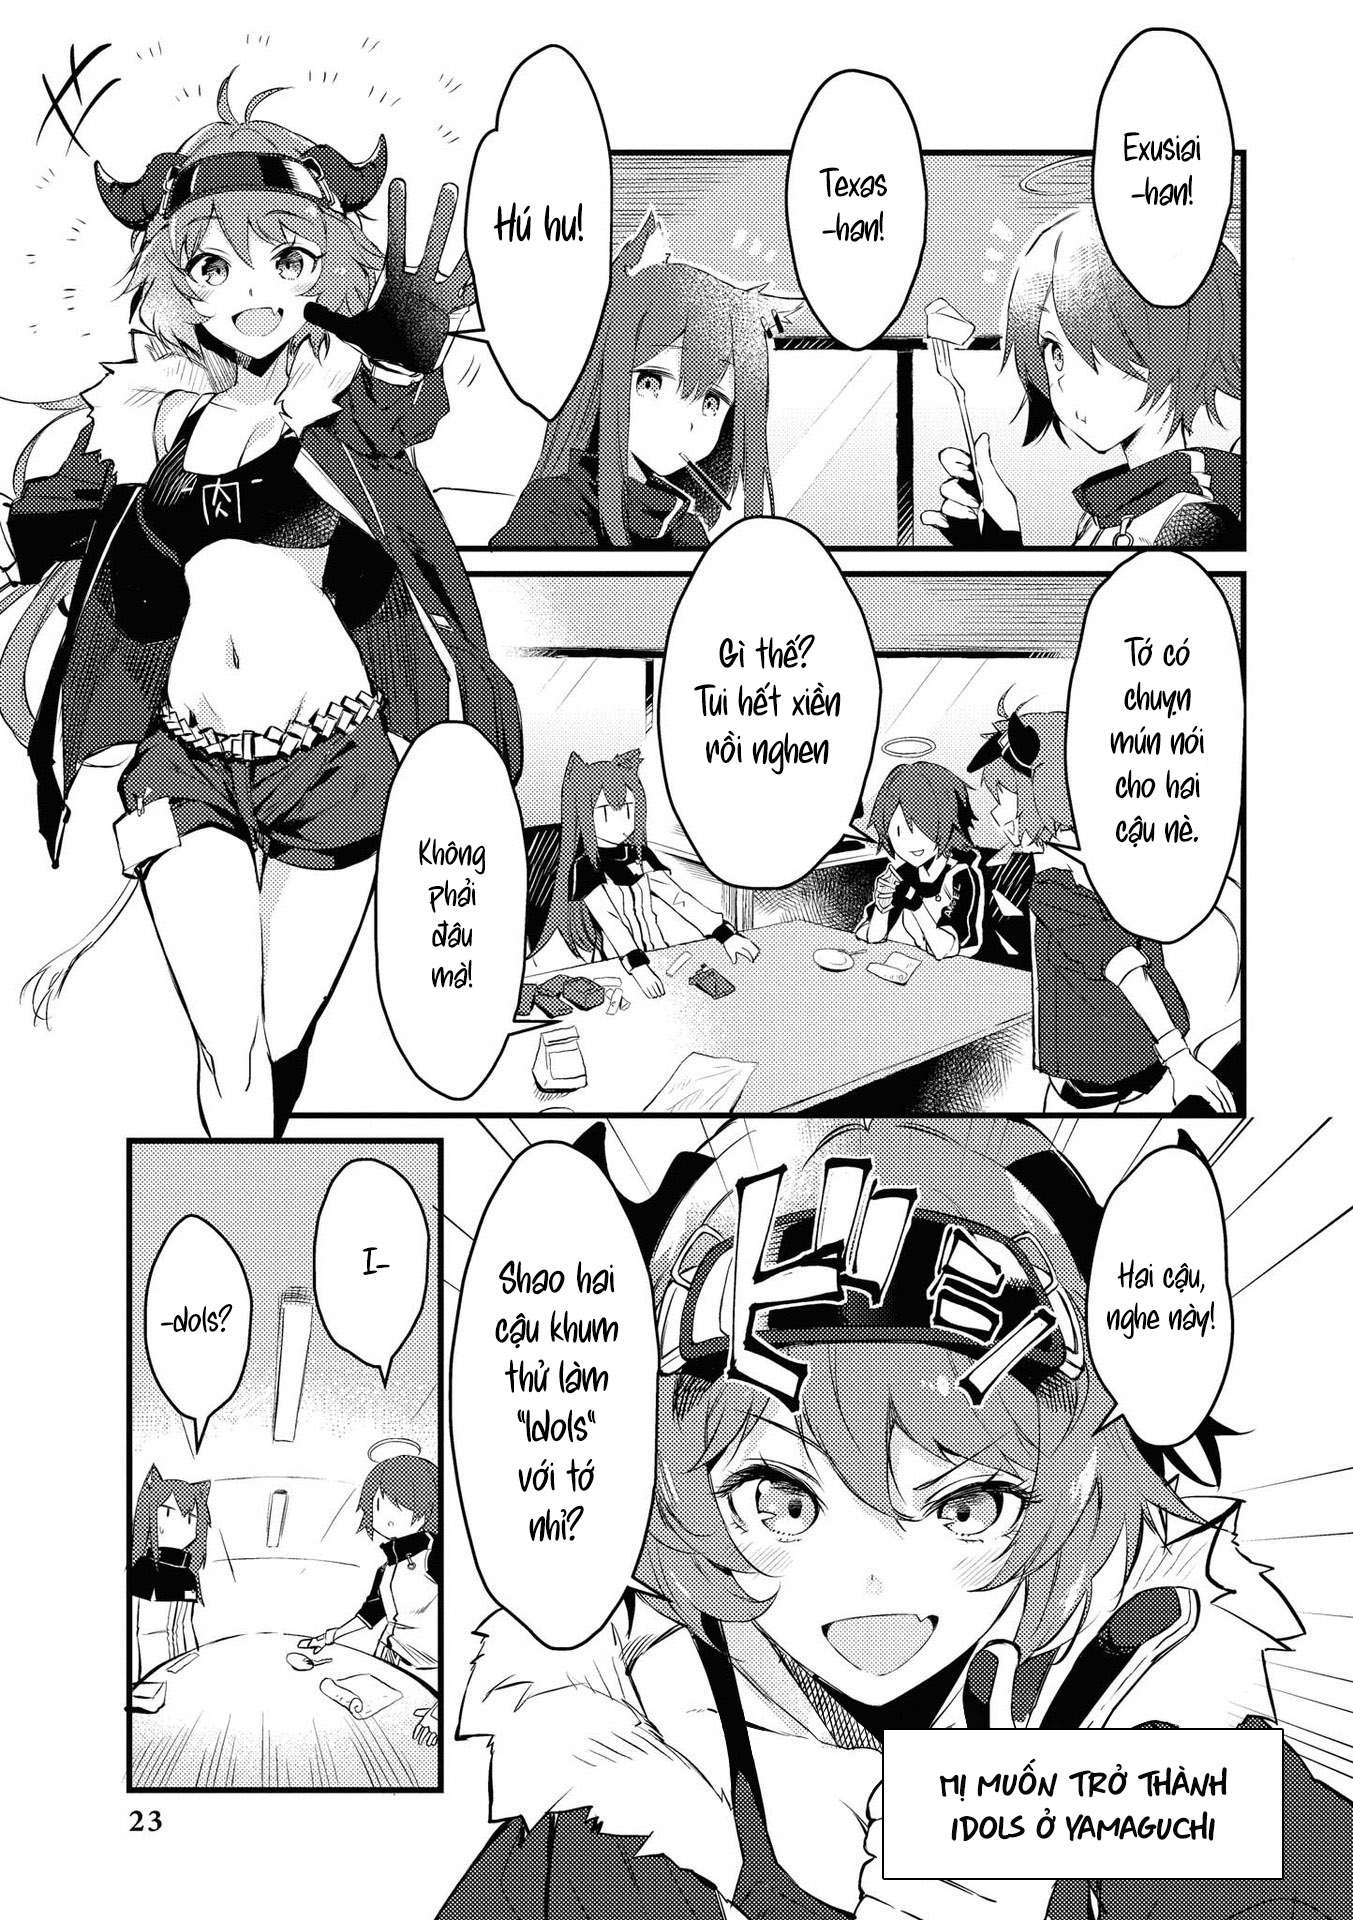 Exusiai
-han!
Texas
-han!
Hú hu!
肉
Tớ có
chuyn
mún nói
cho hai
cậu nè.
Gì thế?
Tui hết xiền
rồi nghen
Không
phải
đâu
mà!
Hai cậu,
nghe này!
Shao hai
cậu khum
thử làm
"Idols"
với tớ
nhỉ?
MỊ MUỐN TRỞ THÀNH
IDOLS Ở YAMAGUCHI
I-
-dols?
23